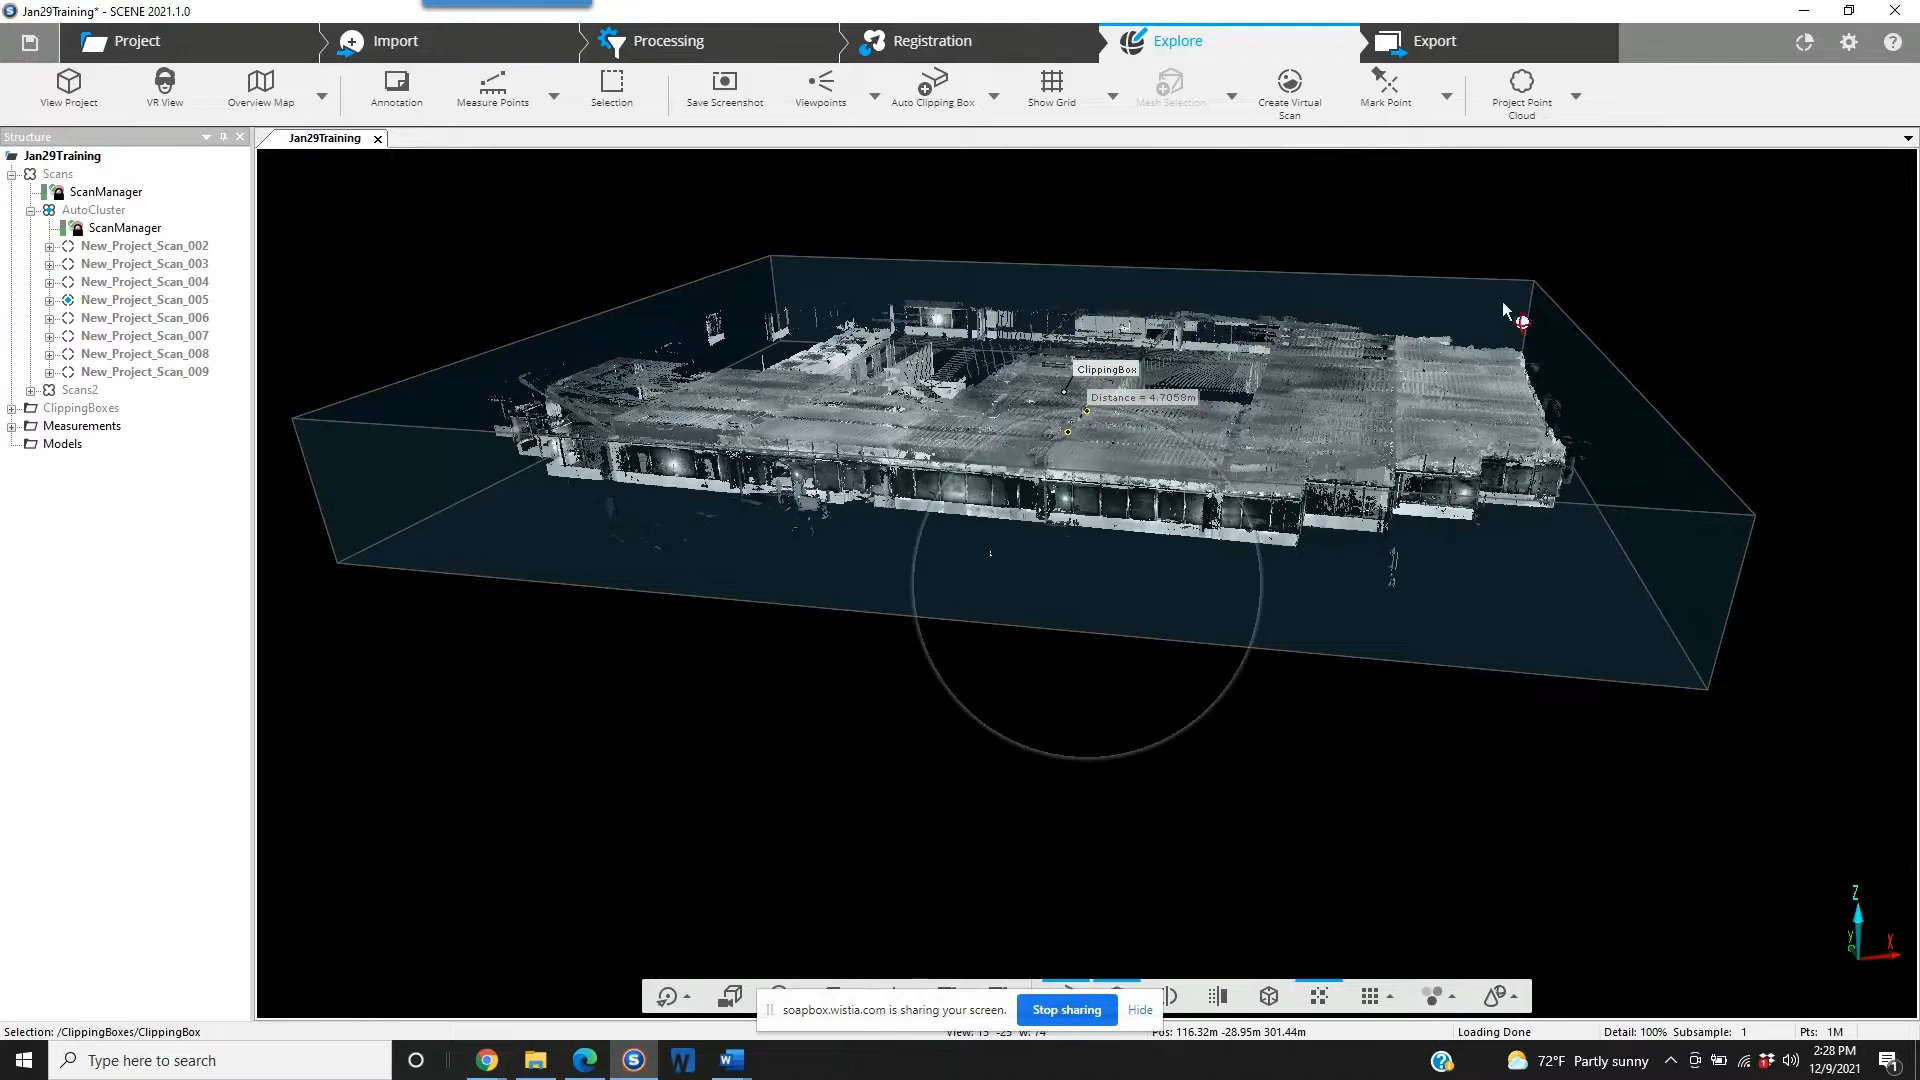 Jan29Training* - SCENE 2021.1.0
Project
Import
Processing
Registration
Explore
Export
View Project
VR View
Overview Map
Annotation
Measure Points
Selection
Save Screenshot
Viewpoints
Auto Clipping Box
Show Grid
Mesh Selection
Create Virtual
Scan
Mark Point
Project Point
Cloud
Structure
Jan29Training
Jan29Training
Scans
ScanManager
AutoCluster
ScanManager
New_Project_Scan_002
New_Project_Scan_003
New_Project_Scan_004
New_Project_Scan_005
New_Project_Scan_006
New_Project_Scan_007
New_Project_Scan_008
New_Project_Scan_009
Scans2
ClippingBoxes
Measurements
Models
ClippingBox
Distance = 4.7058m
Z
Y
X
soapbox.wistia.com is sharing your screen.
Stop sharing
Hide
Selection: /ClippingBoxes/ClippingBox
View: 15 -25 w: 74
Pos: 116.32m -28.95m 301.44m
Loading Done
Detail: 100% Subsample: 1
Pts: 1M
Type here to search
72°F Partly sunny
2:28 PM
12/9/2021
1